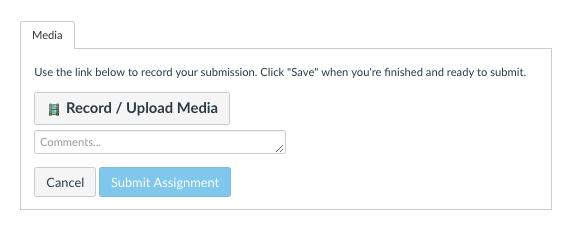 Media
Use the link below to record your submission. Click "Save" when you're finished and ready to submit.
Record / Upload Media
Comments...
Cancel Submit Assignment